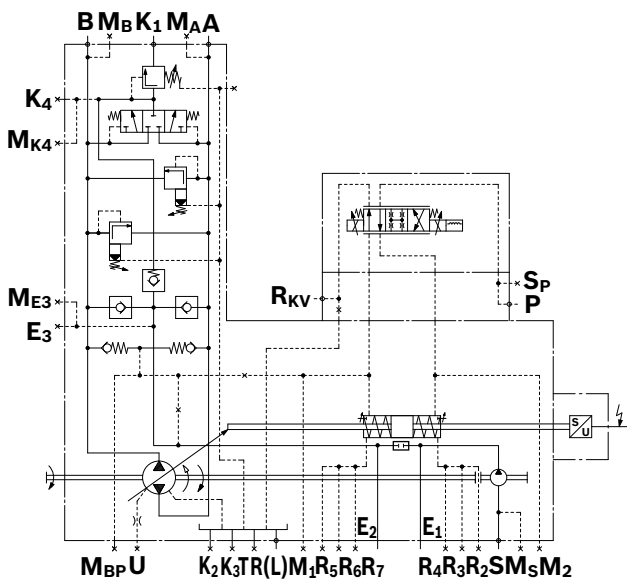 B M_B K_1 M_A A
K_4
M_K4
S_P
M_E3
R_KV
P
E_3
S
U
E_2 E_1
M_BP U K_2 K_3 T R(L) M_1 R_5 R_6 R_7 R_4 R_3 R_2 S M_S M_2